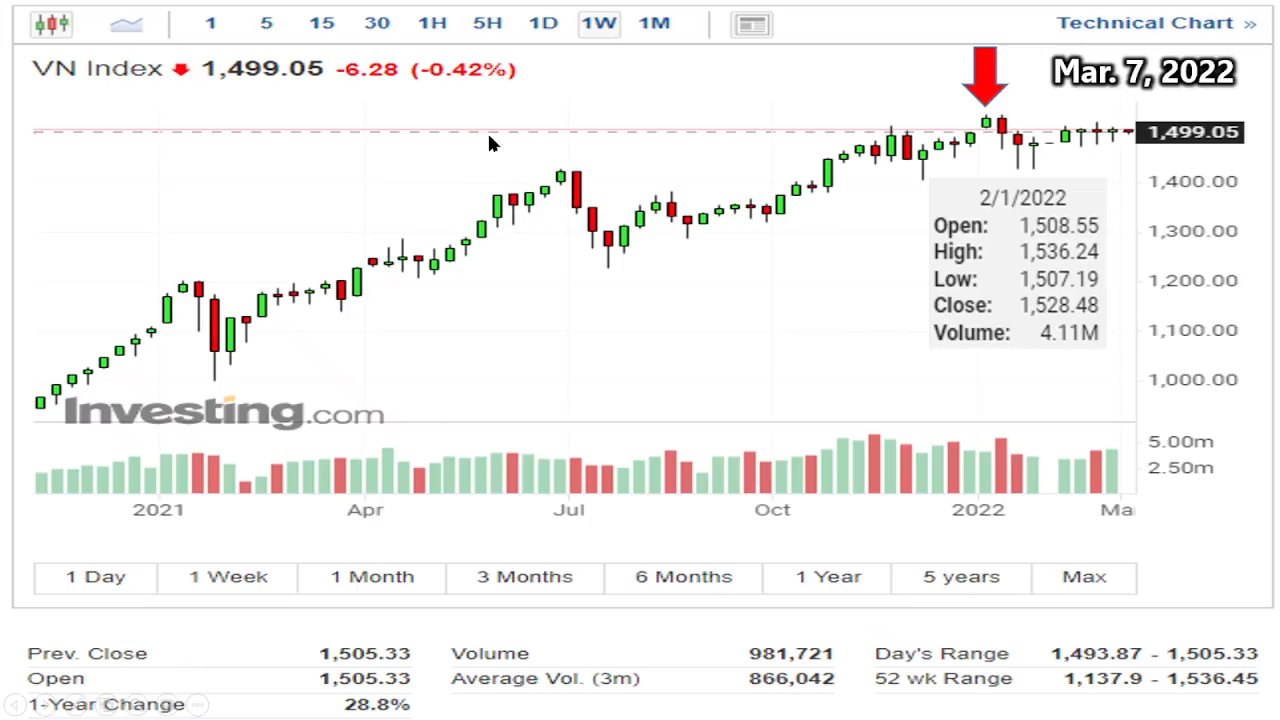 1 5 15 30 1H 5H 1D 1W 1M Technical Chart »
VN Index 1,499.05 -6.28 (-0.42%)
Mar. 7, 2022
1,499.05
1,400.00
1,300.00
1,200.00
1,100.00
1,000.00
2/1/2022
Open: 1,508.55
High: 1,536.24
Low: 1,507.19
Close: 1,528.48
Volume: 4.11M
Investing.com
5.00m
2.50m
2021 Apr Jul Oct 2022 Ma
1 Day 1 Week 1 Month 3 Months 6 Months 1 Year 5 years Max
Prev. Close 1,505.33 Volume 981,721 Day's Range 1,493.87 - 1,505.33
Open 1,505.33 Average Vol. (3m) 866,042 52 wk Range 1,137.9 - 1,536.45
1-Year Change 28.8%